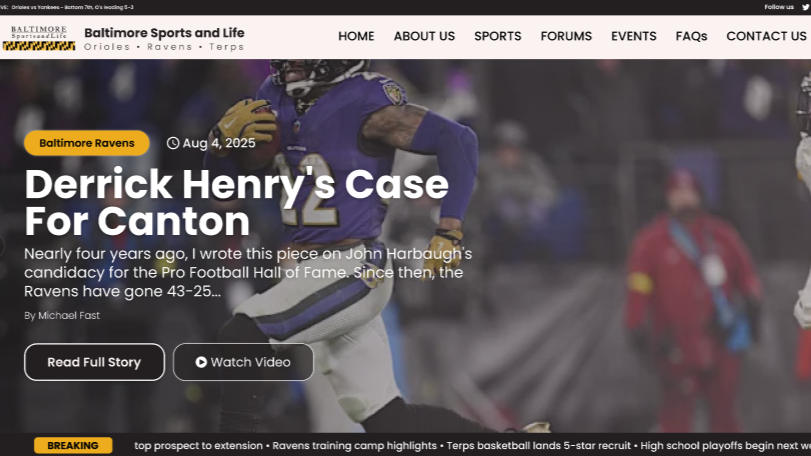 VE: Orioles vs Yankees - Bottom 7th, O's leading 5-3
Follow us
BALTIMORE
SportsandLife
Baltimore Sports and Life
Orioles • Ravens • Terps
HOME ABOUT US SPORTS FORUMS EVENTS FAQs CONTACT US
Baltimore Ravens Aug 4, 2025
Derrick Henry's Case
For Canton
Nearly four years ago, I wrote this piece on John Harbaugh's
candidacy for the Pro Football Hall of Fame. Since then, the
Ravens have gone 43-25...
By Michael Fast
Read Full Story Watch Video
BREAKING top prospect to extension • Ravens training camp highlights • Terps basketball lands 5-star recruit • High school playoffs begin next w
22